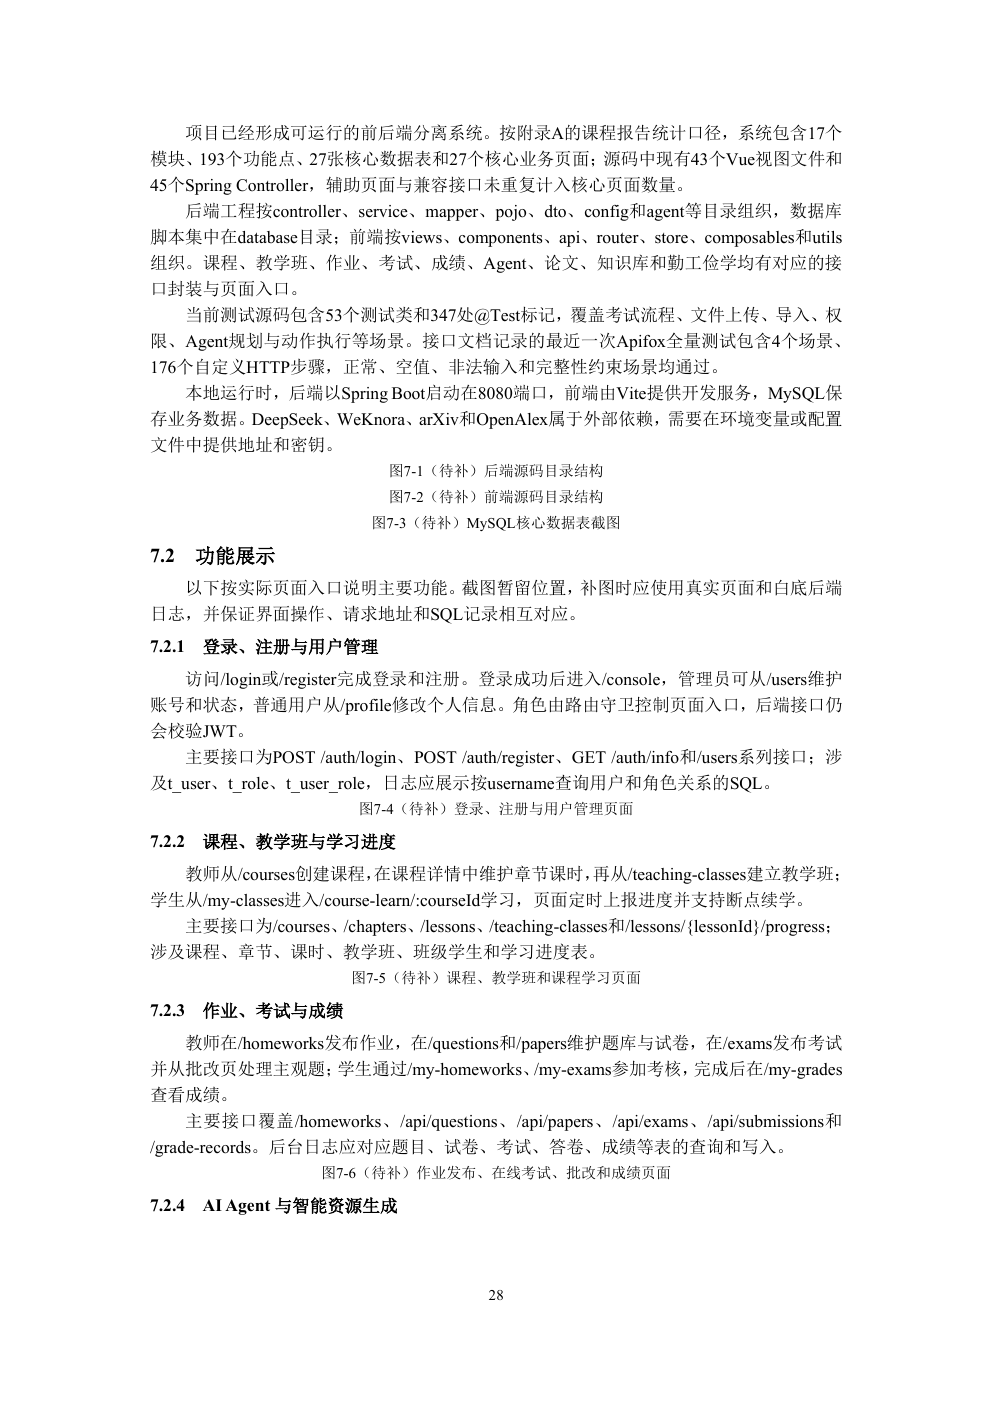 项目已经形成可运行的前后端分离系统。按附录A的课程报告统计口径，系统包含17个
模块、193个功能点、27张核心数据表和27个核心业务页面；源码中现有43个Vue视图文件和
45个Spring Controller，辅助页面与兼容接口未重复计入核心页面数量。
后端工程按controller、service、mapper、pojo、dto、config和agent等目录组织，数据库
脚本集中在database目录；前端按views、components、api、router、store、composables和utils
组织。课程、教学班、作业、考试、成绩、Agent、论文、知识库和勤工俭学均有对应的接
口封装与页面入口。
当前测试源码包含53个测试类和347处@Test标记，覆盖考试流程、文件上传、导入、权
限、Agent规划与动作执行等场景。接口文档记录的最近一次Apifox全量测试包含4个场景、
176个自定义HTTP步骤，正常、空值、非法输入和完整性约束场景均通过。
本地运行时，后端以Spring Boot启动在8080端口，前端由Vite提供开发服务，MySQL保
存业务数据。DeepSeek、WeKnora、arXiv和OpenAlex属于外部依赖，需要在环境变量或配置
文件中提供地址和密钥。
图7-1（待补）后端源码目录结构
图7-2（待补）前端源码目录结构
图7-3（待补）MySQL核心数据表截图
7.2 功能展示
以下按实际页面入口说明主要功能。截图暂留位置，补图时应使用真实页面和白底后端
日志，并保证界面操作、请求地址和SQL记录相互对应。
7.2.1 登录、注册与用户管理
访问/login或/register完成登录和注册。登录成功后进入/console，管理员可从/users维护
账号和状态，普通用户从/profile修改个人信息。角色由路由守卫控制页面入口，后端接口仍
会校验JWT。
主要接口为POST /auth/login、POST /auth/register、GET /auth/info和/users系列接口；涉
及t_user、t_role、t_user_role，日志应展示按username查询用户和角色关系的SQL。
图7-4（待补）登录、注册与用户管理页面
7.2.2 课程、教学班与学习进度
教师从/courses创建课程，在课程详情中维护章节课时，再从/teaching-classes建立教学班；
学生从/my-classes进入/course-learn/:courseId学习，页面定时上报进度并支持断点续学。
主要接口为/courses、/chapters、/lessons、/teaching-classes和/lessons/{lessonId}/progress；
涉及课程、章节、课时、教学班、班级学生和学习进度表。
图7-5（待补）课程、教学班和课程学习页面
7.2.3 作业、考试与成绩
教师在/homeworks发布作业，在/questions和/papers维护题库与试卷，在/exams发布考试
并从批改页处理主观题；学生通过/my-homeworks、/my-exams参加考核，完成后在/my-grades
查看成绩。
主要接口覆盖/homeworks、/api/questions、/api/papers、/api/exams、/api/submissions和
/grade-records。后台日志应对应题目、试卷、考试、答卷、成绩等表的查询和写入。
图7-6（待补）作业发布、在线考试、批改和成绩页面
7.2.4 AI Agent 与智能资源生成
28